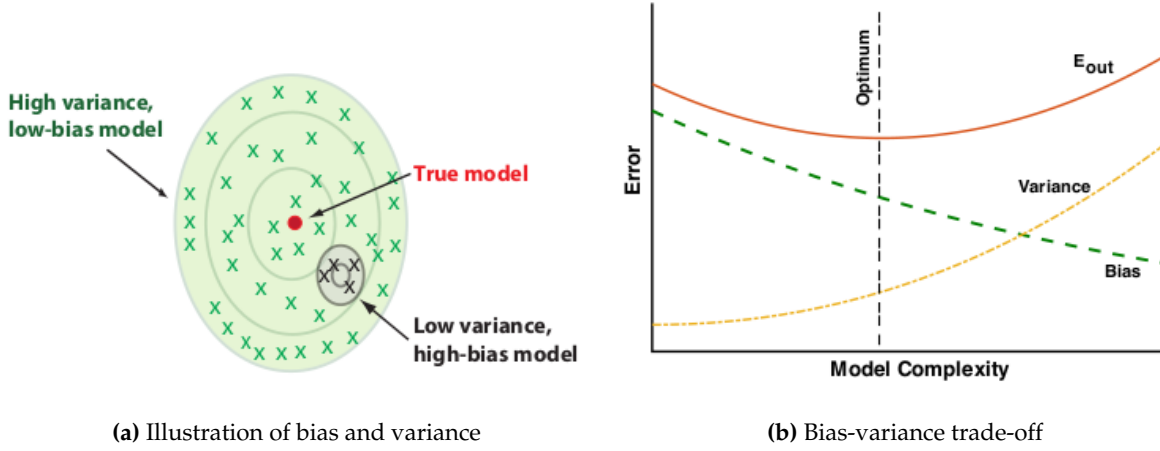 High variance,
low-bias model
True model
Low variance,
high-bias model
(a) Illustration of bias and variance
Error
Optimum
E_out
Variance
Bias
Model Complexity
(b) Bias-variance trade-off